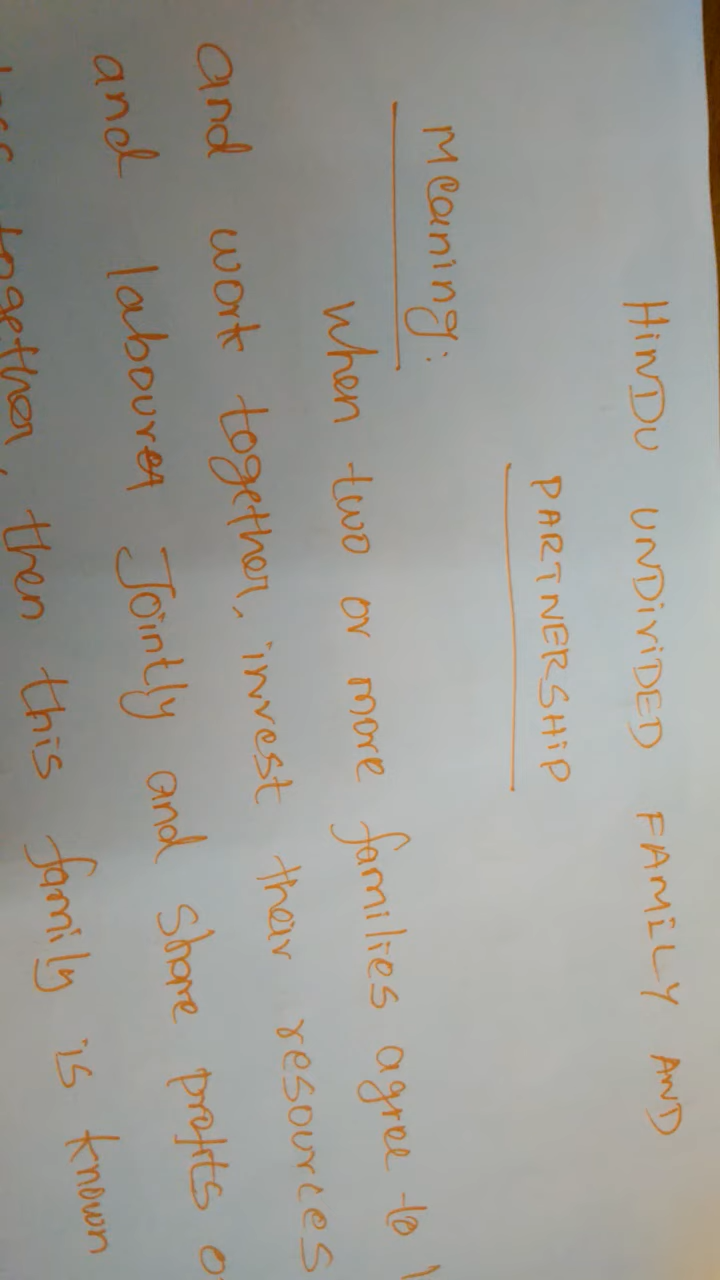 HINDU UNDIVIDED FAMILY AND
PARTNERSHIP
Meaning:
When two or more families agree to
and work together, invest their resources
and labourer Jointly and share profits
together, then this family is known